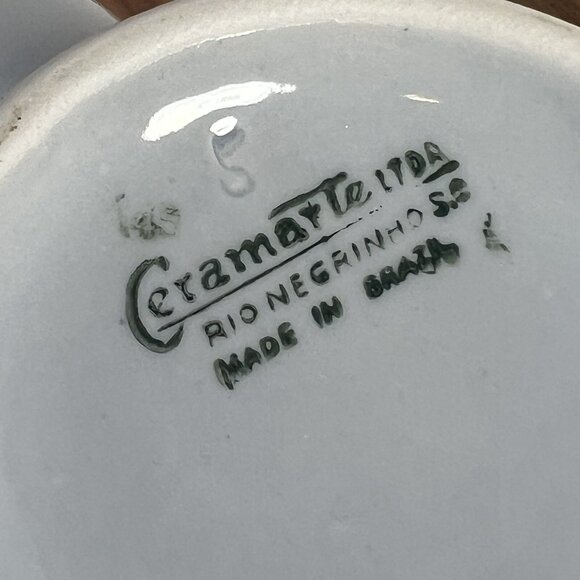 Ceramarte LTDA
RIO NEGRINHO S.C
MADE IN BRAZIL